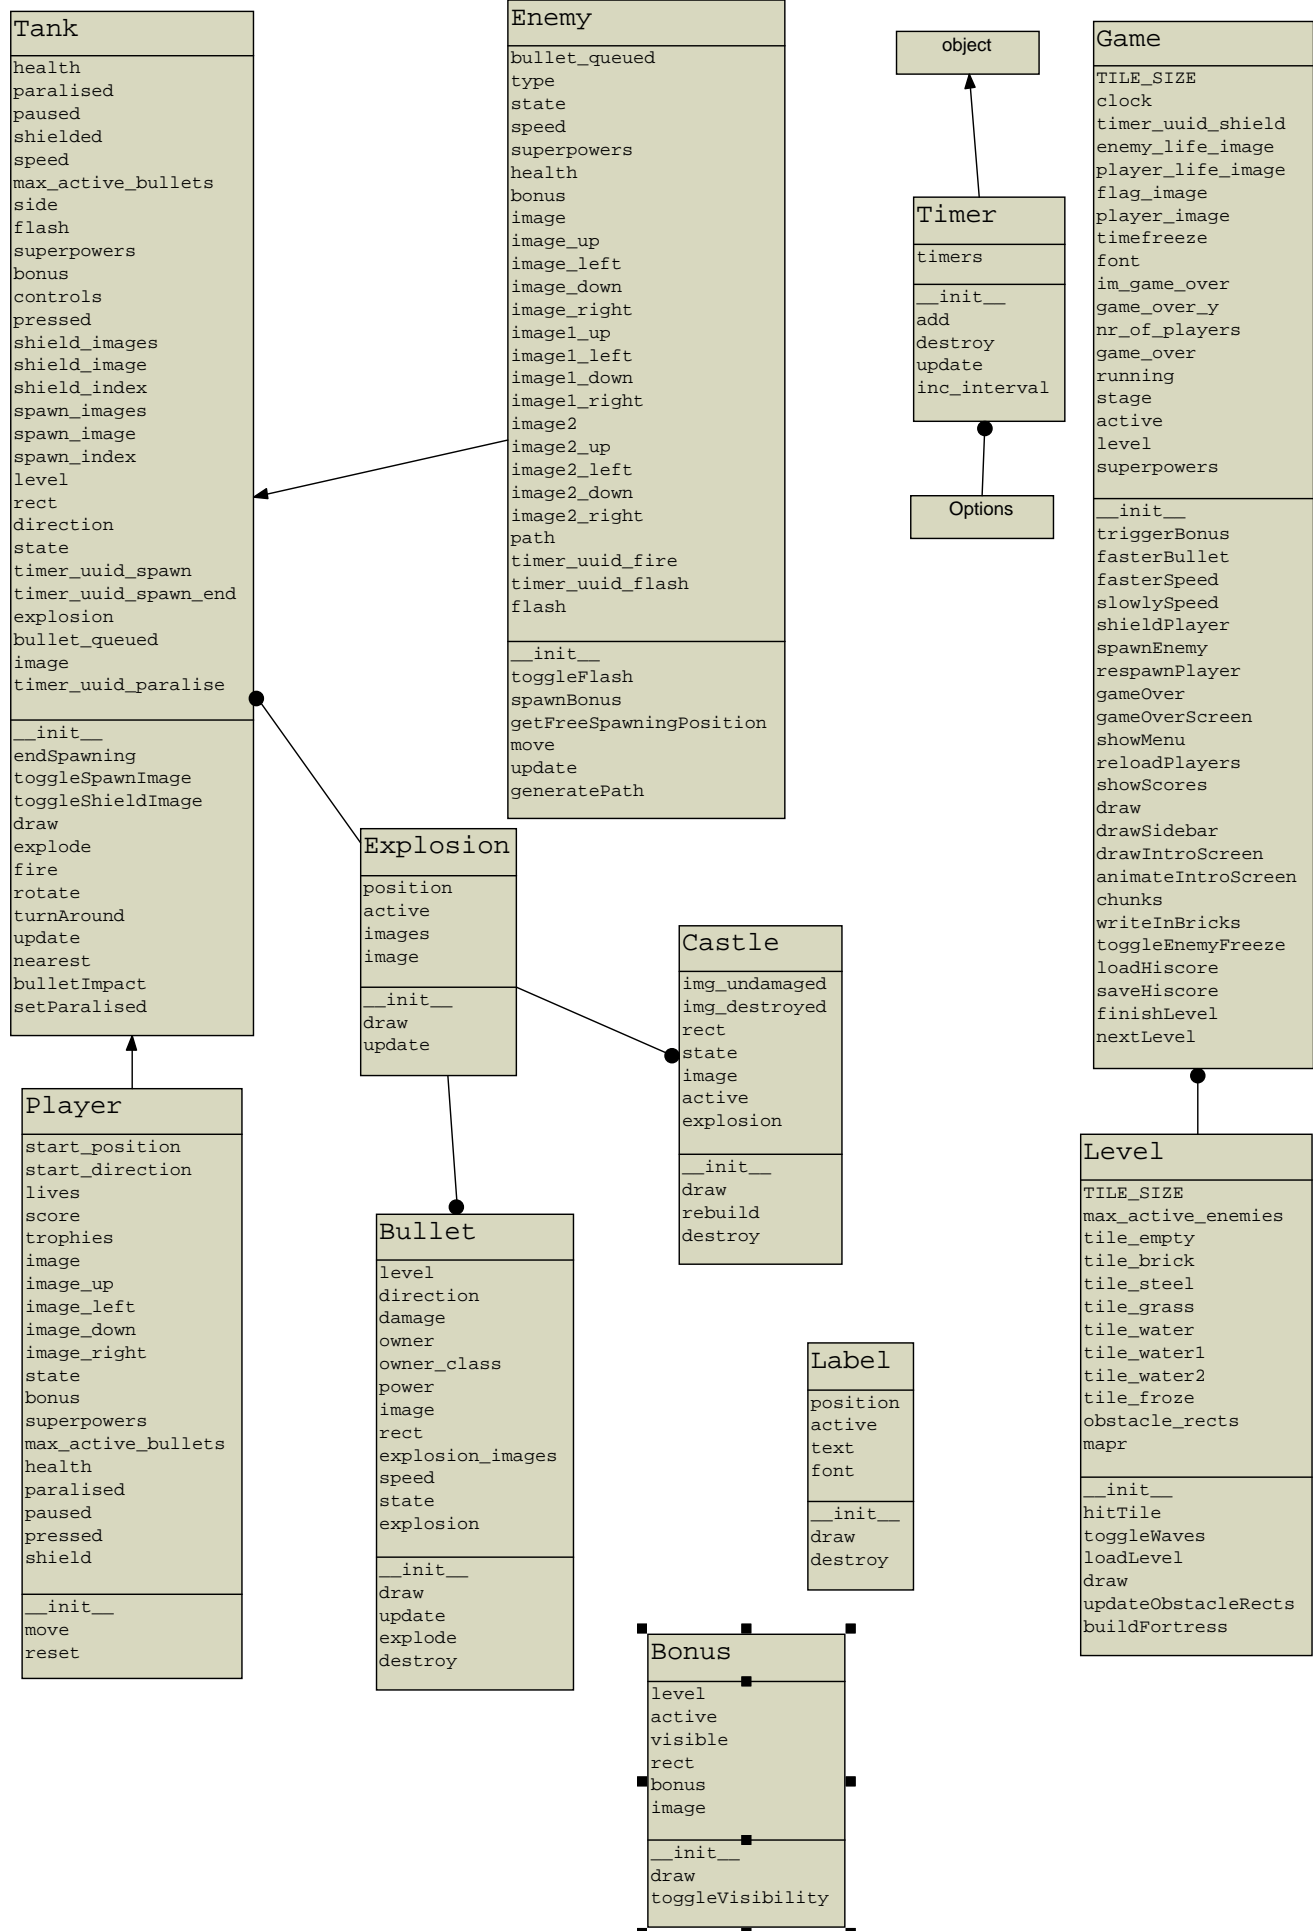 Tank
health
paralised
paused
shielded
speed
max_active_bullets
side
flash
superpowers
bonus
controls
pressed
shield_images
shield_image
shield_index
spawn_images
spawn_image
spawn_index
level
rect
direction
state
timer_uuid_spawn
timer_uuid_spawn_end
explosion
bullet_queued
image
timer_uuid_paralise
__init__
endSpawning
toggleSpawnImage
toggleShieldImage
draw
explode
fire
rotate
turnAround
update
nearest
bulletImpact
setParalised
Enemy
bullet_queued
type
state
speed
superpowers
health
bonus
image
image_up
image_left
image_down
image_right
image1_up
image1_left
image1_down
image1_right
image2
image2_up
image2_left
image2_down
image2_right
path
timer_uuid_fire
timer_uuid_flash
flash
__init__
toggleFlash
spawnBonus
getFreeSpawningPosition
move
update
generatePath
object
Timer
timers
__init__
add
destroy
update
inc_interval
Options
Game
TILE_SIZE
clock
timer_uuid_shield
enemy_life_image
player_life_image
flag_image
player_image
timefreeze
font
im_game_over
game_over_y
nr_of_players
game_over
running
stage
active
level
superpowers
__init__
triggerBonus
fasterBullet
fasterSpeed
slowlySpeed
shieldPlayer
spawnEnemy
respawnPlayer
gameOver
gameOverScreen
showMenu
reloadPlayers
showScores
draw
drawSidebar
drawIntroScreen
animateIntroScreen
chunks
writeInBricks
toggleEnemyFreeze
loadHiscore
saveHiscore
finishLevel
nextLevel
Explosion
position
active
images
image
__init__
draw
update
Castle
img_undamaged
img_destroyed
rect
state
image
active
explosion
__init__
draw
rebuild
destroy
Player
start_position
start_direction
lives
score
trophies
image
image_up
image_left
image_down
image_right
state
bonus
superpowers
max_active_bullets
health
paralised
paused
pressed
shield
__init__
move
reset
Bullet
level
direction
damage
owner
owner_class
power
image
rect
explosion_images
speed
state
explosion
__init__
draw
update
explode
destroy
Label
position
active
text
font
__init__
draw
destroy
Level
TILE_SIZE
max_active_enemies
tile_empty
tile_brick
tile_steel
tile_grass
tile_water
tile_water1
tile_water2
tile_froze
obstacle_rects
mapr
__init__
hitTile
toggleWaves
loadLevel
draw
updateObstacleRects
buildFortress
Bonus
level
active
visible
rect
bonus
image
__init__
draw
toggleVisibility